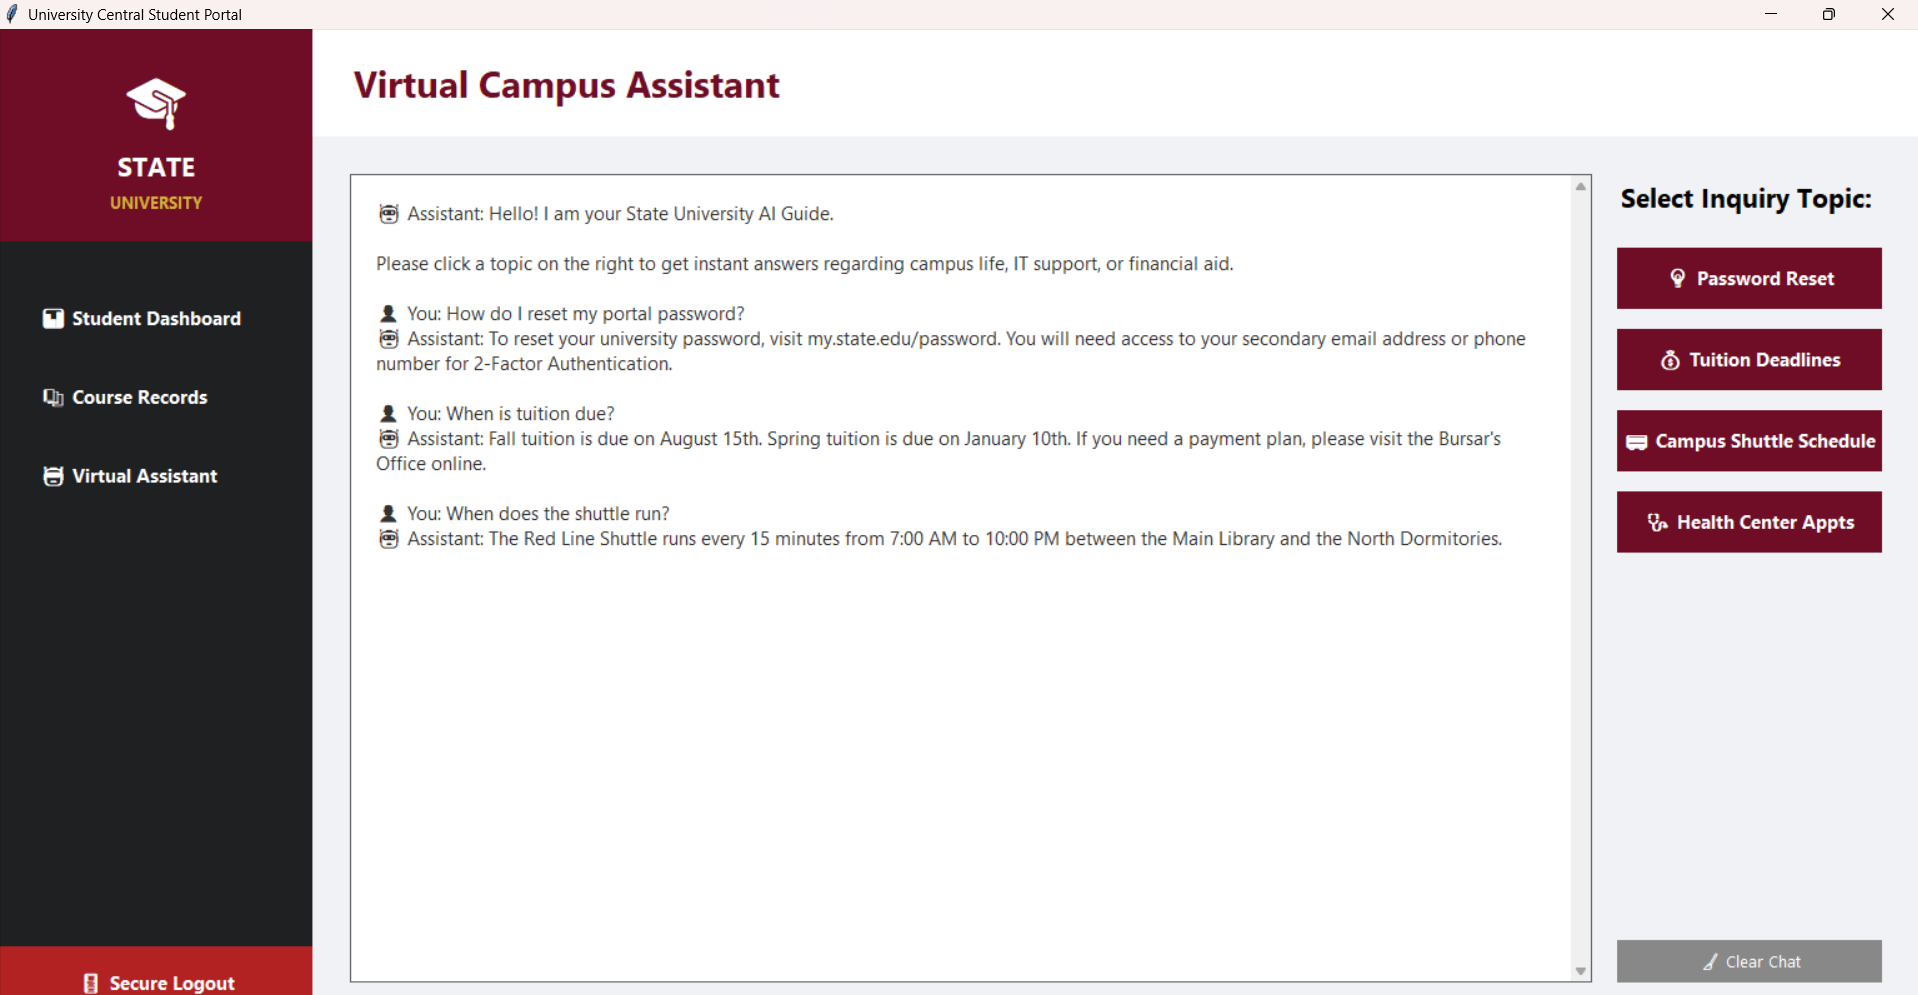 University Central Student Portal
STATE
UNIVERSITY
Student Dashboard
Course Records
Virtual Assistant
Secure Logout
Virtual Campus Assistant
Assistant: Hello! I am your State University AI Guide.
Please click a topic on the right to get instant answers regarding campus life, IT support, or financial aid.
You: How do I reset my portal password?
Assistant: To reset your university password, visit my.state.edu/password. You will need access to your secondary email address or phone
number for 2-Factor Authentication.
You: When is tuition due?
Assistant: Fall tuition is due on August 15th. Spring tuition is due on January 10th. If you need a payment plan, please visit the Bursar's
Office online.
You: When does the shuttle run?
Assistant: The Red Line Shuttle runs every 15 minutes from 7:00 AM to 10:00 PM between the Main Library and the North Dormitories.
Select Inquiry Topic:
Password Reset
Tuition Deadlines
Campus Shuttle Schedule
Health Center Appts
Clear Chat